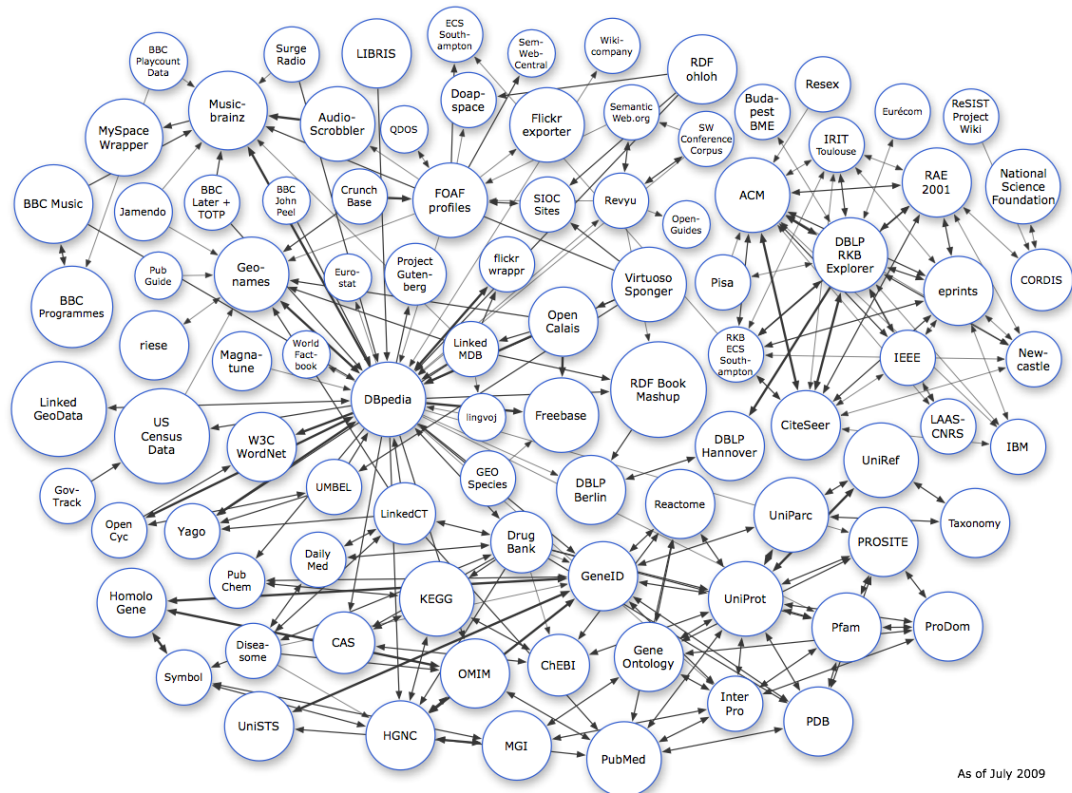 BBC
Playcount
Data
Surge
Radio
LIBRIS
ECS
South-
ampton
Sem-
Web-
Central
Wiki-
company
RDF
ohloh
Music-
brainz
Doap-
space
Flickr
exporter
Semantic
Web.org
Buda-
pest
BME
Resex
Eurécom
ReSIST
Project
Wiki
MySpace
Wrapper
Audio-
Scrobbler
QDOS
SW
Conference
Corpus
IRIT
Toulouse
BBC Music
Jamendo
BBC
Later +
TOTP
BBC
John
Peel
Crunch
Base
FOAF
profiles
SIOC
Sites
Revyu
Open-
Guides
ACM
RAE
2001
National
Science
Foundation
DBLP
RKB
Explorer
Pub
Guide
Geo-
names
Euro-
stat
Project
Guten-
berg
flickr
wrappr
Virtuoso
Sponger
Pisa
eprints
CORDIS
BBC
Programmes
riese
Magna-
tune
World
Fact-
book
Linked
MDB
Open
Calais
RKB
ECS
South-
ampton
IEEE
New-
castle
Linked
GeoData
US
Census
Data
W3C
WordNet
DBpedia
lingvoj
Freebase
RDF Book
Mashup
DBLP
Hannover
CiteSeer
LAAS-
CNRS
IBM
Gov-
Track
Open
Cyc
Yago
UMBEL
LinkedCT
GEO
Species
DBLP
Berlin
Reactome
UniParc
UniRef
Taxonomy
PROSITE
Daily
Med
Drug
Bank
Pub
Chem
Homolo
Gene
KEGG
GeneID
UniProt
Pfam
ProDom
Disea-
some
CAS
Symbol
OMIM
ChEBI
Gene
Ontology
Inter
Pro
PDB
UniSTS
HGNC
MGI
PubMed
As of July 2009